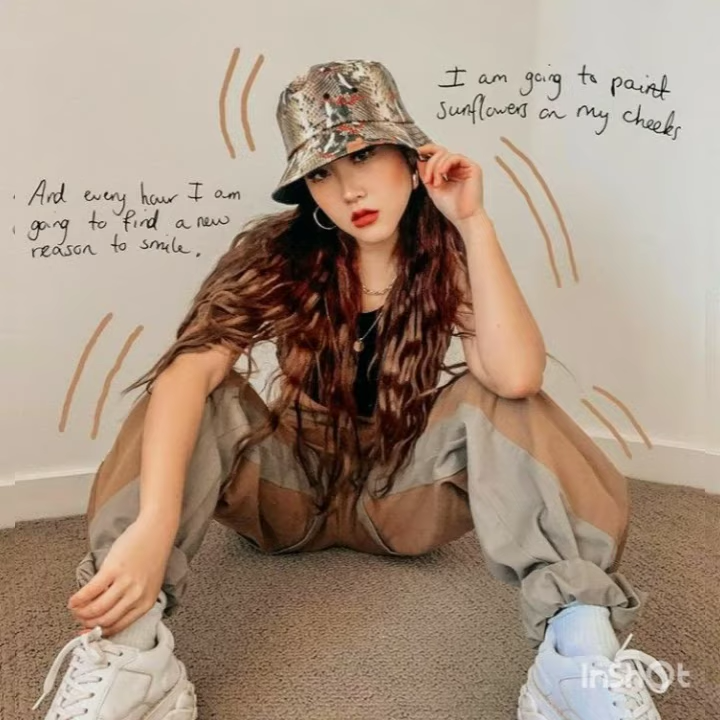 I am going to paint
sunflowers on my cheeks
And every hour I am
going to find a new
reason to smile.
InShOt